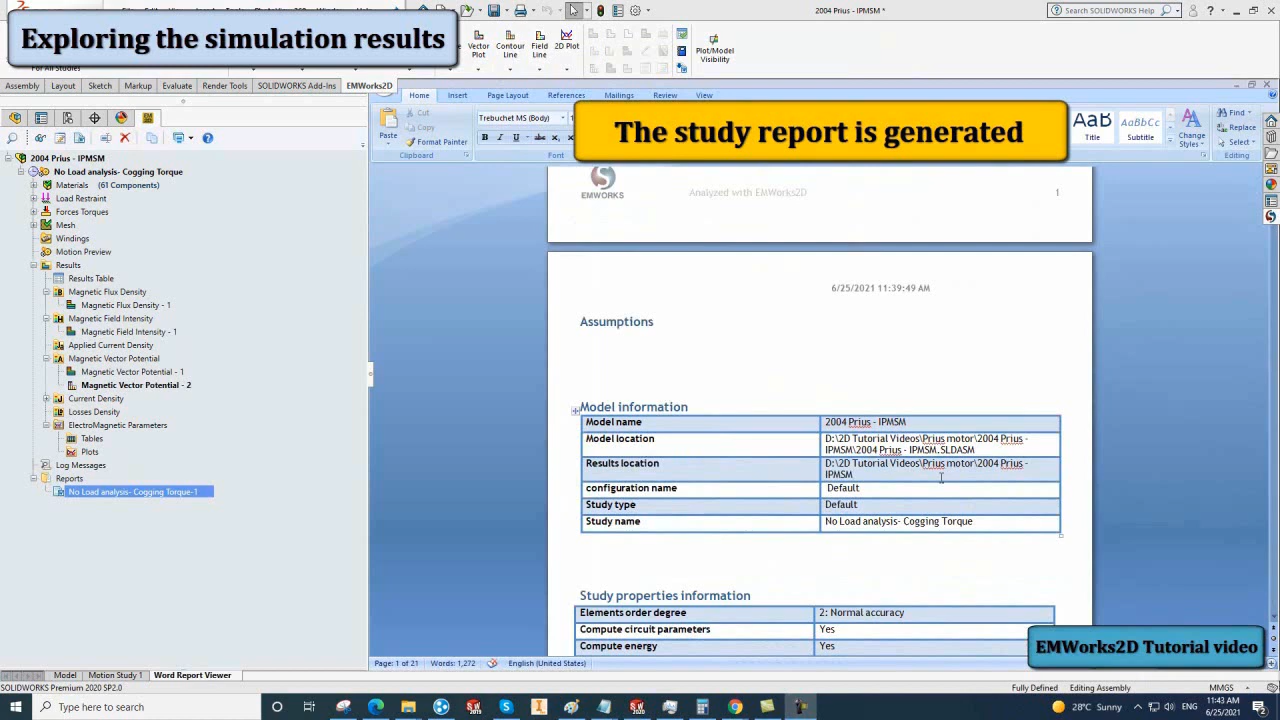 2004 Prius - IPMSM *
Search SOLIDWORKS Help
Exploring the simulation results
Vector Plot
Contour Line
Field Line
2D Plot
Plot/Model Visibility
Assembly Layout Sketch Markup Evaluate Render Tools SOLIDWORKS Add-Ins EMWorks2D
Home Insert Page Layout References Mailings Review View
Paste
Cut
Copy
Format Painter
Clipboard
Trebuchet MS (Body)
B I U
Font
The study report is generated
AaB Title
AaBbCc Subtitle
Change Styles
Find
Replace
Select
Editing
2004 Prius - IPMSM
No Load analysis- Cogging Torque
Materials (61 Components)
Load Restraint
Forces Torques
Mesh
Windings
Motion Preview
Results
Results Table
Magnetic Flux Density
Magnetic Flux Density - 1
Magnetic Field Intensity
Magnetic Field Intensity - 1
Applied Current Density
Magnetic Vector Potential
Magnetic Vector Potential - 1
Magnetic Vector Potential - 2
Current Density
Losses Density
ElectroMagnetic Parameters
Tables
Plots
Log Messages
Reports
No Load analysis- Cogging Torque-1
EMWORKS
Analyzed with EMWorks2D 1
6/25/2021 11:39:49 AM
Assumptions
Model information
Model name 2004 Prius - IPMSM
Model location D:\2D Tutorial Videos\Prius motor\2004 Prius -
IPMSM\2004 Prius - IPMSM.SLDASM
Results location D:\2D Tutorial Videos\Prius motor\2004 Prius -
IPMSM
configuration name Default
Study type Default
Study name No Load analysis- Cogging Torque
Study properties information
Elements order degree 2: Normal accuracy
Compute circuit parameters Yes
Compute energy Yes
EMWorks2D Tutorial video
Page: 1 of 21 Words: 1,272 English (United States)
Model Motion Study 1 Word Report Viewer
SOLIDWORKS Premium 2020 SP2.0
Fully Defined Editing Assembly MMGS
Type here to search
28°C Sunny
ENG
11:43 AM
6/25/2021